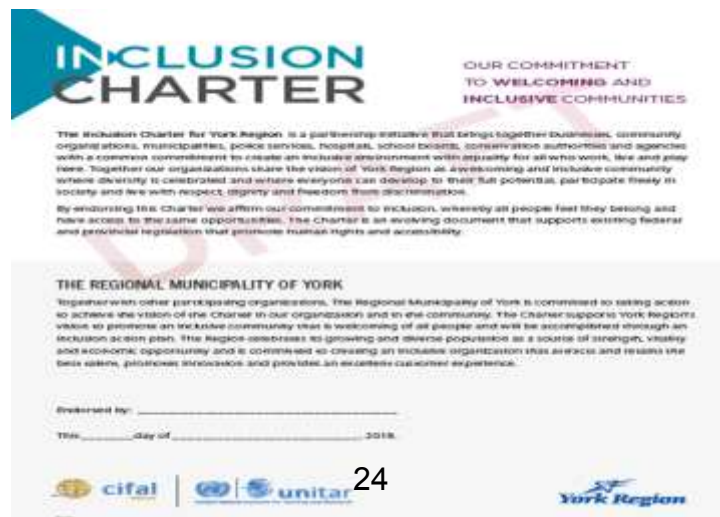 INCLUSION
CHARTER
OUR COMMITMENT
TO WELCOMING AND
INCLUSIVE COMMUNITIES
The Inclusion Charter for York Region is a partnership initiative that brings together businesses, community
organizations, municipalities, police services, hospitals, school boards, conservation authorities and agencies
with a common commitment to create an inclusive environment with equality for all who work, live and play
here. Together our organizations share the vision of York Region as a welcoming and inclusive community
where diversity is celebrated and where everyone can develop to their full potential, participate freely in
society and live with respect, dignity and freedom from discrimination.
By endorsing this Charter we affirm our commitment to inclusion, whereby all people feel they belong and
have access to the same opportunities. The Charter is an evolving document that supports existing federal
and provincial legislation that promote human rights and accessibility.
DRAFT
THE REGIONAL MUNICIPALITY OF YORK
Together with other participating organizations, The Regional Municipality of York is committed to taking action
to achieve the vision of the Charter in our organization and in the community. The Charter supports York Region's
vision to promote an inclusive community that is welcoming of all people and will be accomplished through an
inclusion action plan. The Region celebrates its growing and diverse population as a source of strength, vitality
and economic opportunity and is committed to creating an inclusive organization that attracts and retains the
best talent, promotes innovation and provides an excellent customer experience.
Endorsed by:
This ______ day of ______ 2018.
cifal
unitar
24
York Region